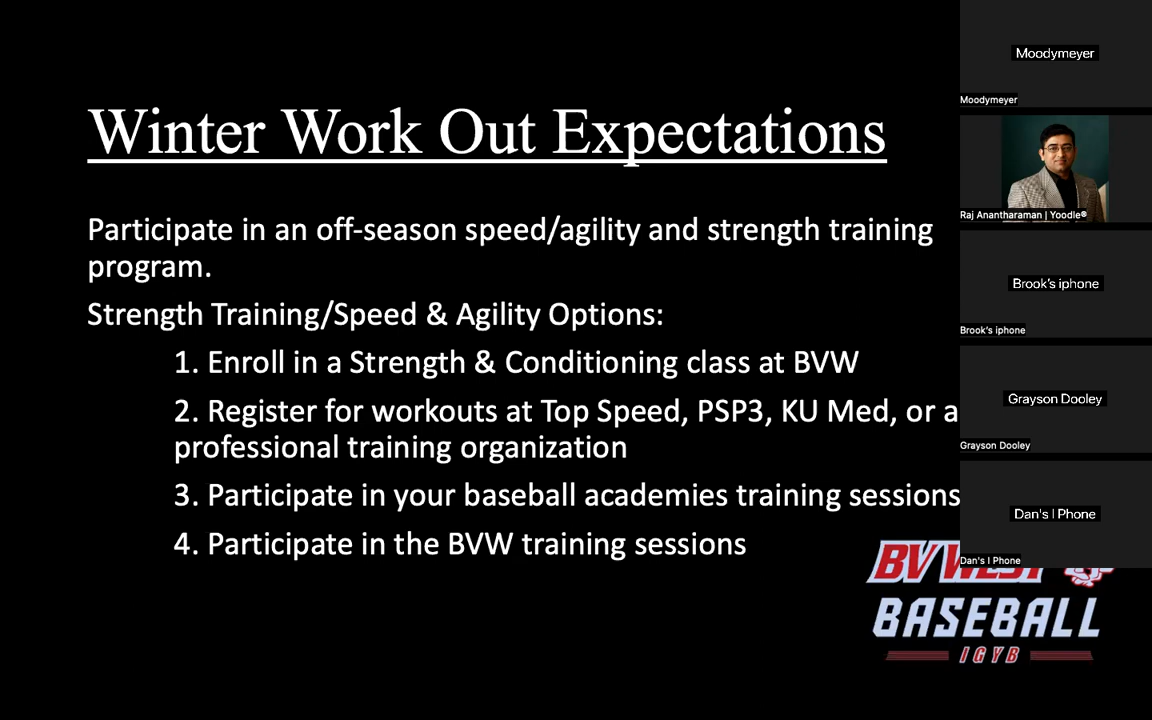 Winter Work Out Expectations
Participate in an off-season speed/agility and strength training
program.
Strength Training/Speed & Agility Options:
1. Enroll in a Strength & Conditioning class at BVW
2. Register for workouts at Top Speed, PSP3, KU Med, or a
professional training organization
3. Participate in your baseball academies training sessions
4. Participate in the BVW training sessions
BV WEST
BASEBALL
IGYB
Moodymeyer
Moodymeyer
Raj Anantharaman | Yoodle®
Brook's iphone
Brook's iphone
Grayson Dooley
Grayson Dooley
Dan's I Phone
Dan's I Phone